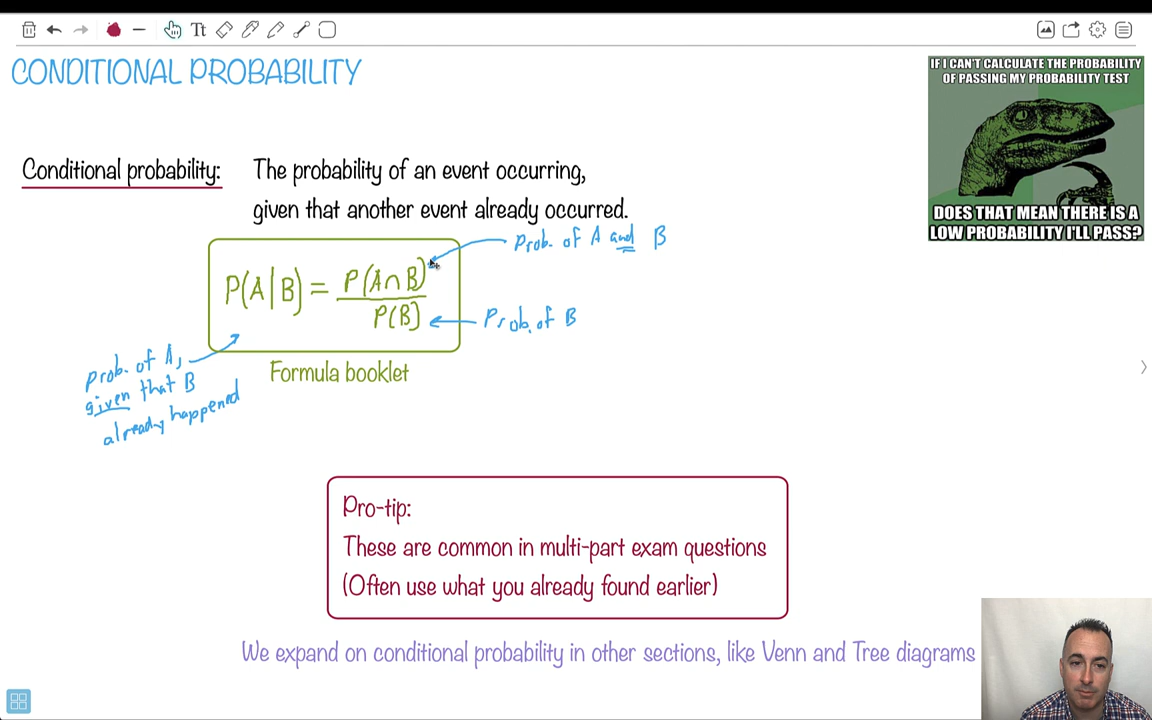 Tt
CONDITIONAL PROBABILITY
IF I CAN'T CALCULATE THE PROBABILITY
OF PASSING MY PROBABILITY TEST
DOES THAT MEAN THERE IS A
LOW PROBABILITY I'LL PASS?
Conditional probability: The probability of an event occurring,
given that another event already occurred.
Prob. of A and B
P(A|B) = P(A∩B)
P(B)
Prob. of B
Prob. of A,
given that B
already happened
Formula booklet
Pro-tip:
These are common in multi-part exam questions
(Often use what you already found earlier)
We expand on conditional probability in other sections, like Venn and Tree diagrams